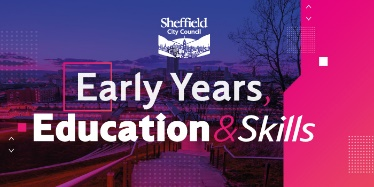 Sheffield
City Council
Early Years,
Education & Skills